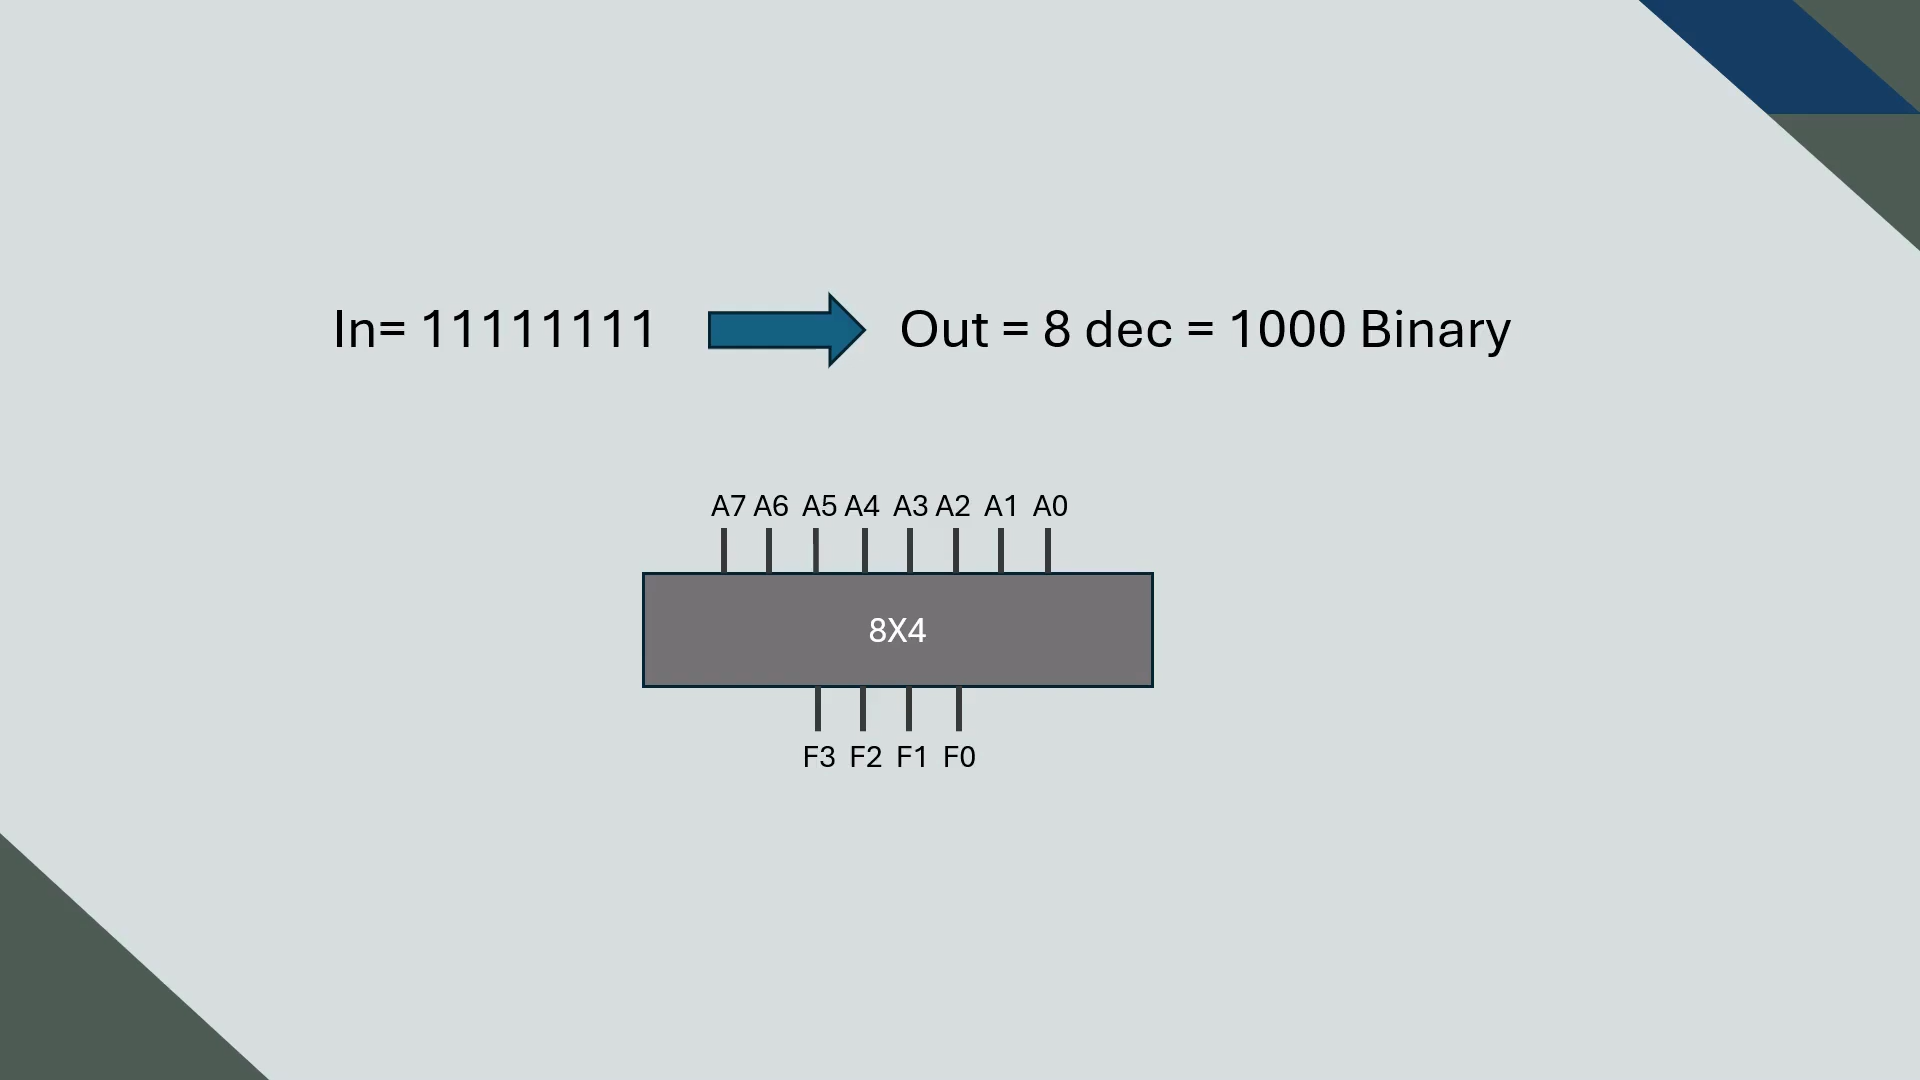 In= 11111111 Out = 8 dec = 1000 Binary
A7 A6 A5 A4 A3 A2 A1 A0
8X4
F3 F2 F1 F0